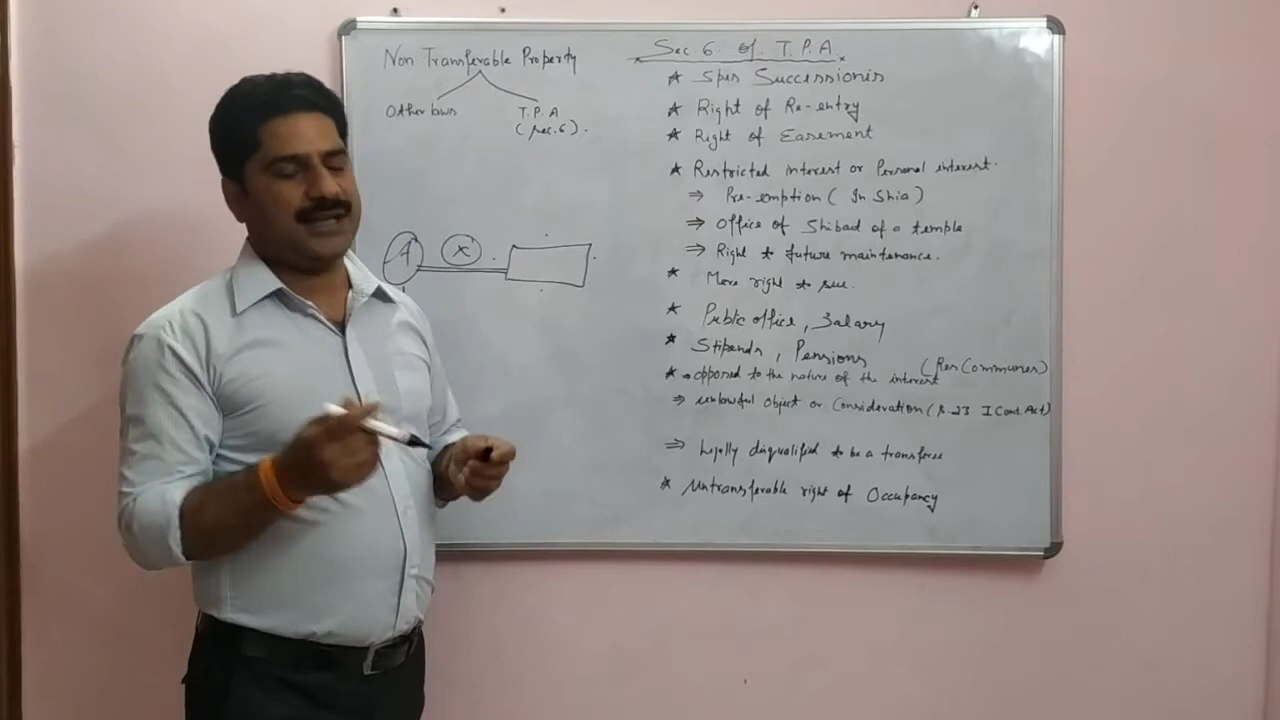 Non Transferable Property
Other laws
T.P.A
(Sec.6).
A
X
Sec. 6 of T.P.A.
★ Spes Successionis
★ Right of Re-entry
★ Right of Easement
★ Restricted interest or Personal interest.
⇒ Pre-emption (In Shia)
⇒ Office of Shibad of a temple
⇒ Right to future maintenance.
★ Mere right to sue.
★ Public office, Salary
★ Stipends, Pensions
(Res Communes)
★ opposed to the nature of the interest
⇒ unlawful object or Consideration (s.23 I Cont. Act)
⇒ Legally disqualified to be a transferee
★ Untransferable right of Occupancy